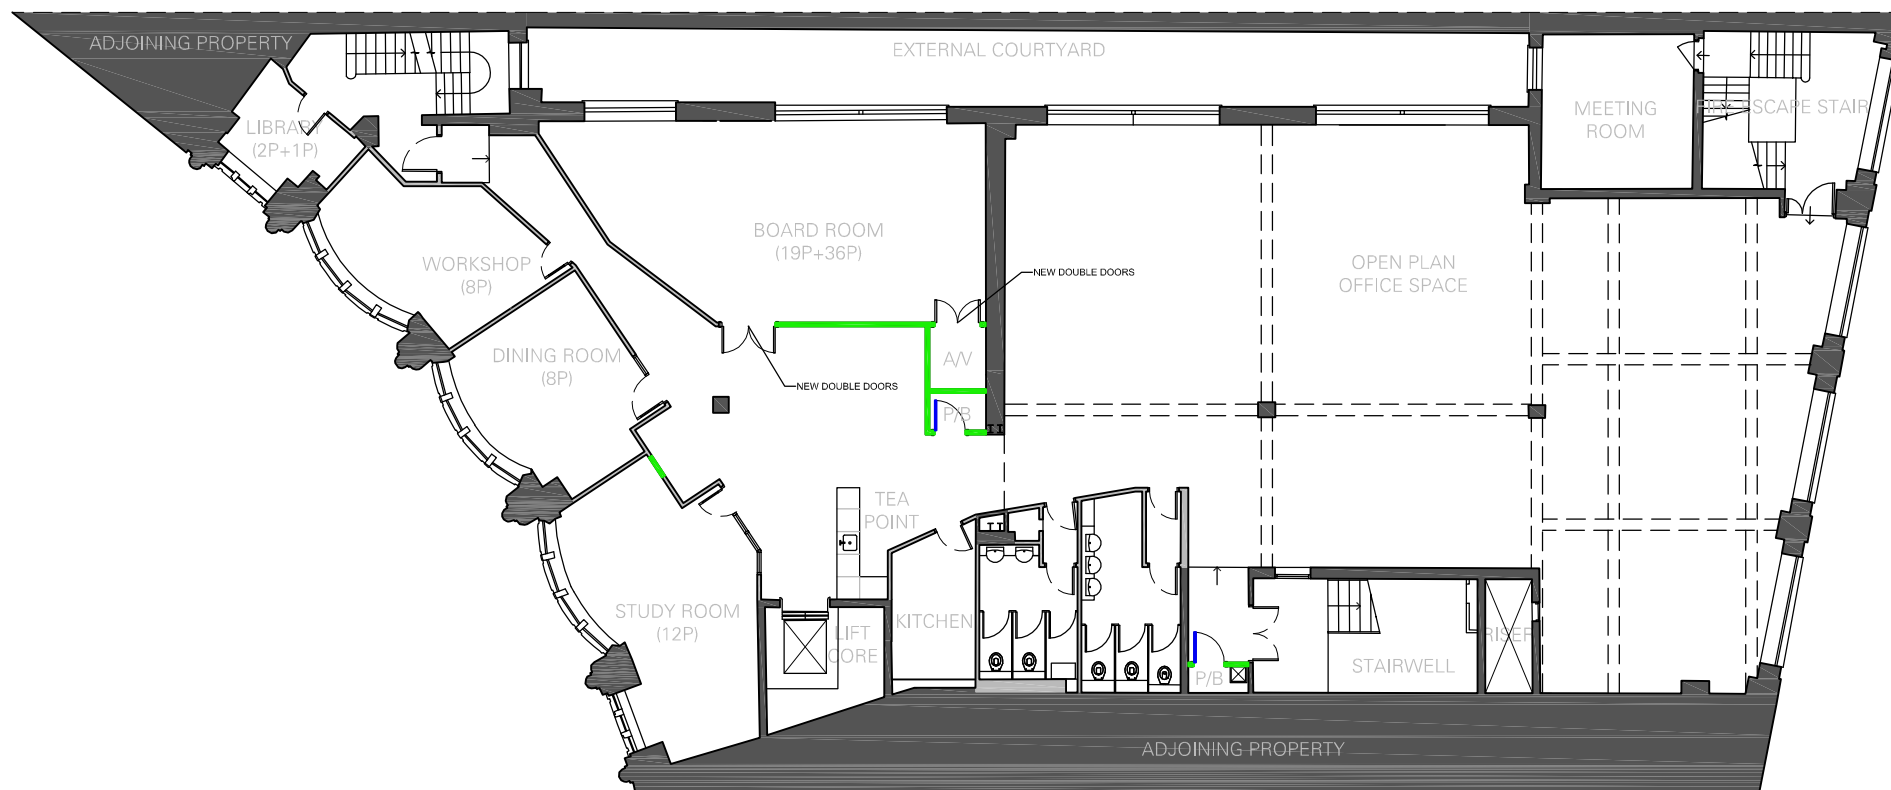 ADJOINING PROPERTY
EXTERNAL COURTYARD
LIBRARY
(2P+1P)
MEETING
ROOM
FIRE ESCAPE STAIR
WORKSHOP
(8P)
BOARD ROOM
(19P+36P)
NEW DOUBLE DOORS
OPEN PLAN
OFFICE SPACE
DINING ROOM
(8P)
A/V
NEW DOUBLE DOORS
P/B
TEA
POINT
STUDY ROOM
(12P)
LIFT
CORE
KITCHEN
P/B
STAIRWELL
RISER
ADJOINING PROPERTY